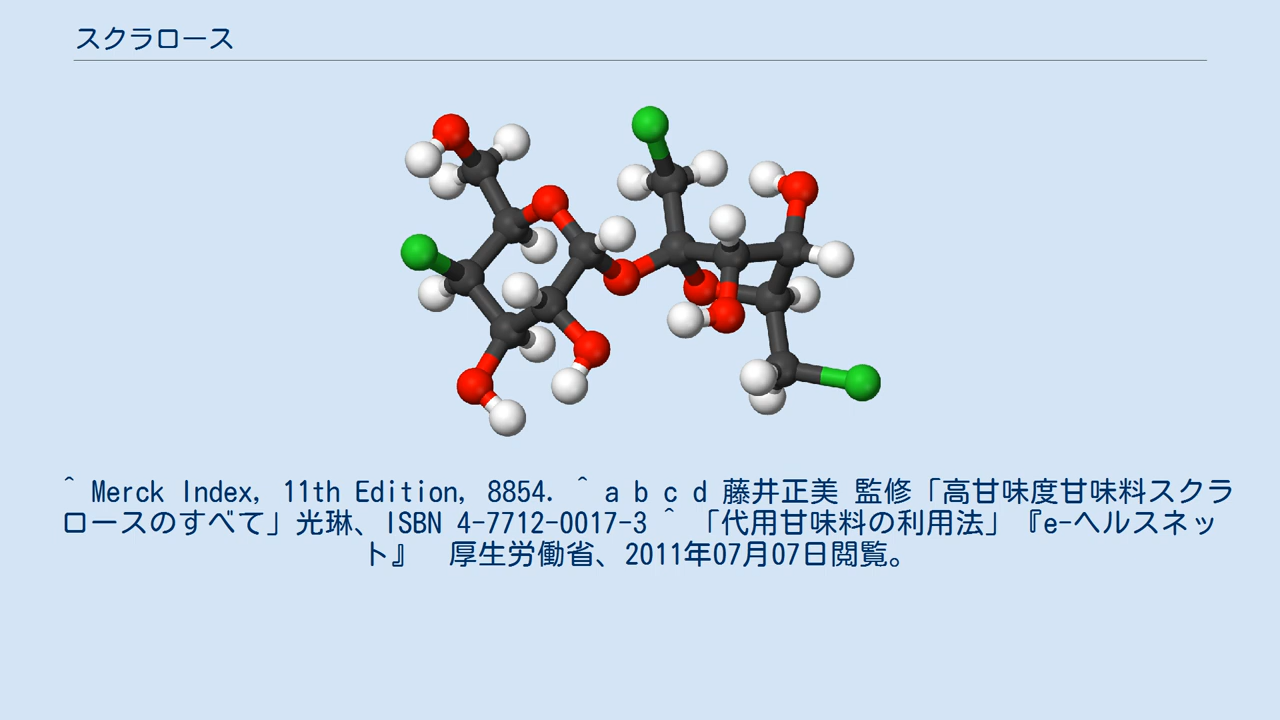 スクラロース
^ Merck Index, 11th Edition, 8854. ^ a b c d 藤井正美 監修「高甘味度甘味料スクラ
ロースのすべて」光琳、ISBN 4-7712-0017-3 ^ 「代用甘味料の利用法」『e-ヘルスネッ
ト』　厚生労働省、2011年07月07日閲覧。